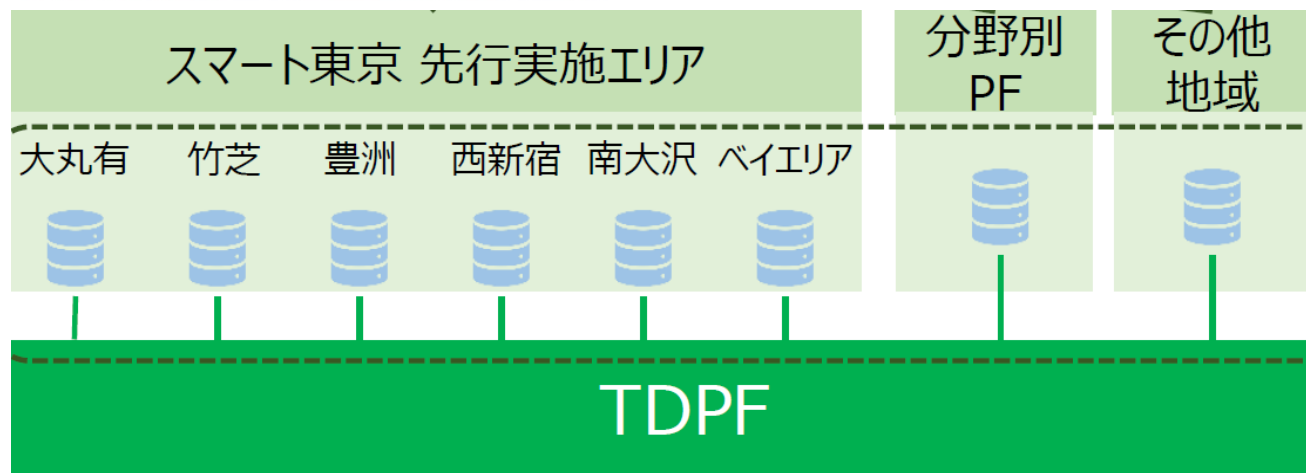 スマート東京 先行実施エリア
分野別
PF
その他
地域
大丸有
竹芝
豊洲
西新宿
南大沢
ベイエリア
TDPF